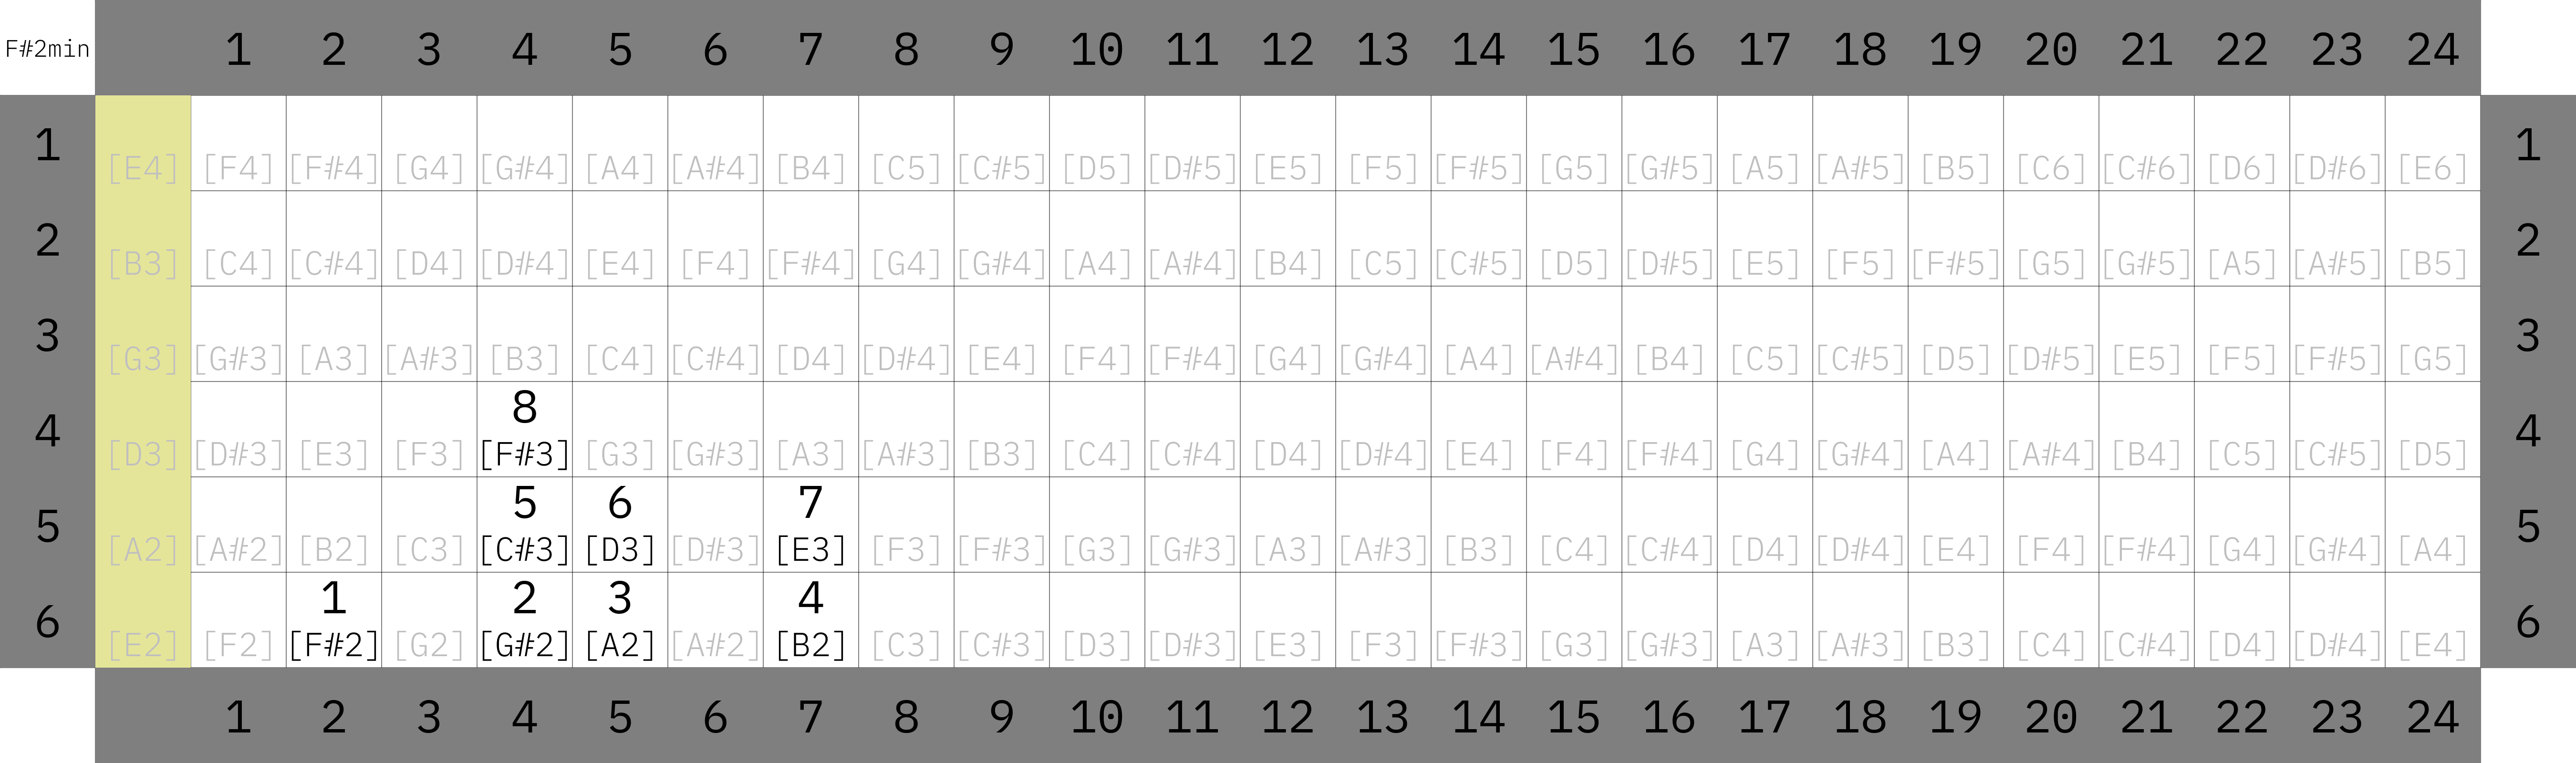 F#2min 1 2 3 4 5 6 7 8 9 10 11 12 13 14 15 16 17 18 19 20 21 22 23 24
1 [E4] [F4] [F#4] [G4] [G#4] [A4] [A#4] [B4] [C5] [C#5] [D5] [D#5] [E5] [F5] [F#5] [G5] [G#5] [A5] [A#5] [B5] [C6] [C#6] [D6] [D#6] [E6] 1
2 [B3] [C4] [C#4] [D4] [D#4] [E4] [F4] [F#4] [G4] [G#4] [A4] [A#4] [B4] [C5] [C#5] [D5] [D#5] [E5] [F5] [F#5] [G5] [G#5] [A5] [A#5] [B5] 2
3 [G3] [G#3] [A3] [A#3] [B3] [C4] [C#4] [D4] [D#4] [E4] [F4] [F#4] [G4] [G#4] [A4] [A#4] [B4] [C5] [C#5] [D5] [D#5] [E5] [F5] [F#5] [G5] 3
8
4 [D3] [D#3] [E3] [F3] [F#3] [G3] [G#3] [A3] [A#3] [B3] [C4] [C#4] [D4] [D#4] [E4] [F4] [F#4] [G4] [G#4] [A4] [A#4] [B4] [C5] [C#5] [D5] 4
5 6 7
5 [A2] [A#2] [B2] [C3] [C#3] [D3] [D#3] [E3] [F3] [F#3] [G3] [G#3] [A3] [A#3] [B3] [C4] [C#4] [D4] [D#4] [E4] [F4] [F#4] [G4] [G#4] [A4] 5
1 2 3 4
6 [E2] [F2] [F#2] [G2] [G#2] [A2] [A#2] [B2] [C3] [C#3] [D3] [D#3] [E3] [F3] [F#3] [G3] [G#3] [A3] [A#3] [B3] [C4] [C#4] [D4] [D#4] [E4] 6
1 2 3 4 5 6 7 8 9 10 11 12 13 14 15 16 17 18 19 20 21 22 23 24